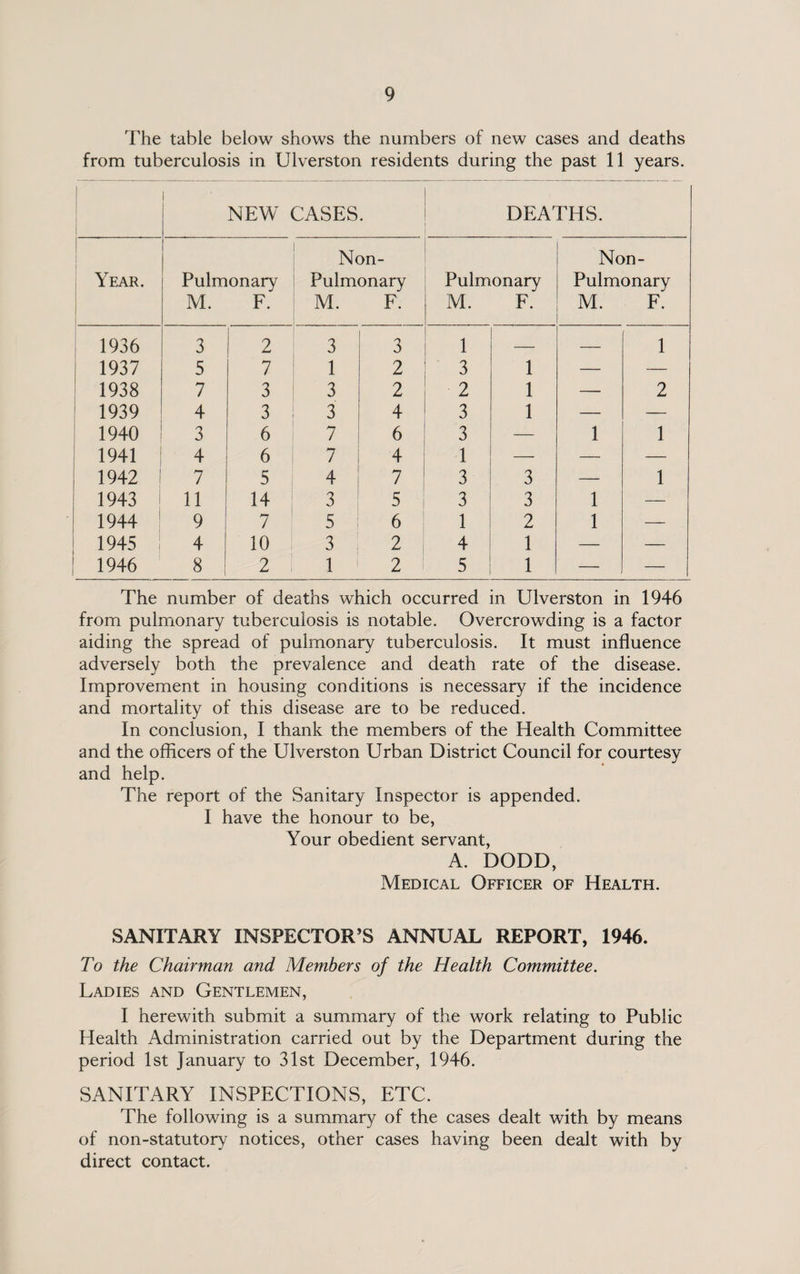 9
The table below shows the numbers of new cases and deaths
from tuberculosis in Ulverston residents during the past 11 years.
NEW CASES. DEATHS.
Non- Non-
YEAR. Pulmonary Pulmonary Pulmonary Pulmonary
M. F. M. F. M. F. M. F.
1936 3 2 3 3 1 — — 1
1937 5 7 1 2 3 1 — —
1938 7 3 3 2 2 1 — 2
1939 4 3 3 4 3 1 — —
1940 3 6 7 6 3 — 1 1
1941 4 6 7 4 1 — — —
1942 7 5 4 7 3 3 — 1
1943 11 14 3 5 3 3 1 —
1944 9 7 5 6 1 2 1 —
1945 4 10 3 2 4 1 — —
1946 8 2 1 2 5 1 — —
The number of deaths which occurred in Ulverston in 1946
from pulmonary tuberculosis is notable. Overcrowding is a factor
aiding the spread of pulmonary tuberculosis. It must influence
adversely both the prevalence and death rate of the disease.
Improvement in housing conditions is necessary if the incidence
and mortality of this disease are to be reduced.
In conclusion, I thank the members of the Health Committee
and the officers of the Ulverston Urban District Council for courtesy
and help.
The report of the Sanitary Inspector is appended.
I have the honour to be,
Your obedient servant,
A. DODD,
MEDICAL OFFICER OF HEALTH.
SANITARY INSPECTOR'S ANNUAL REPORT, 1946.
To the Chairman and Members of the Health Committee.
LADIES AND GENTLEMEN,
I herewith submit a summary of the work relating to Public
Health Administration carried out by the Department during the
period 1st January to 31st December, 1946.
SANITARY INSPECTIONS, ETC.
The following is a summary of the cases dealt with by means
of non-statutory notices, other cases having been dealt with by
direct contact.